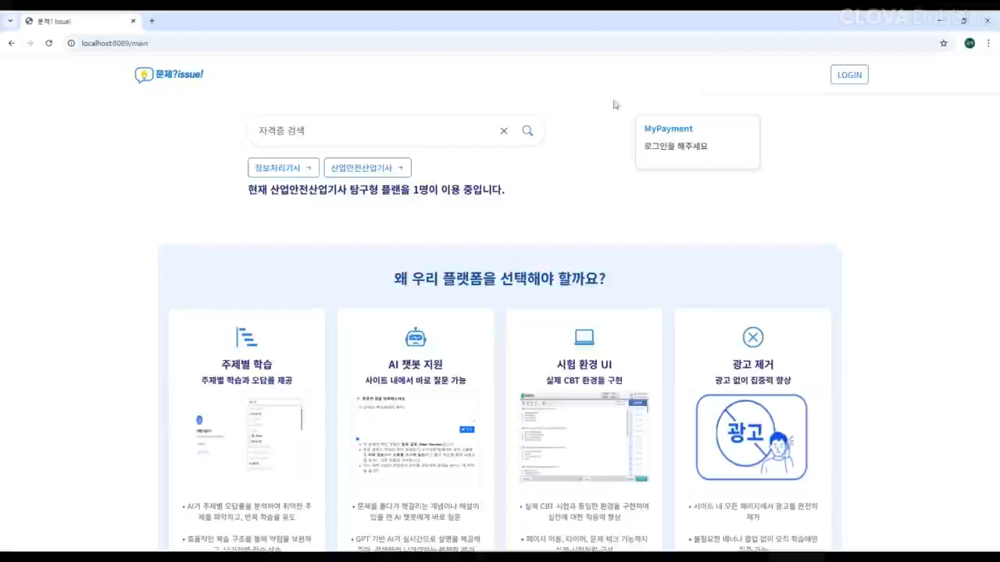 CLOVA Dubbing
문제? Issue!
localhost:8089/main
문제?issue!
LOGIN
자격증 검색
MyPayment
로그인을 해주세요
정보처리기사 →
산업안전산업기사 →
현재 산업안전산업기사 탐구형 플랜을 1명이 이용 중입니다.
왜 우리 플랫폼을 선택해야 할까요?
주제별 학습
주제별 학습과 오답률 제공
• AI가 주제별 오답률을 분석하여 취약한 주
제를 파악하고, 반복 학습을 유도
• 효율적인 복습 구조를 통해 약점을 보완하
AI 챗봇 지원
사이트 내에서 바로 질문 가능
• 문제를 풀다가 헷갈리는 개념이나 해설이
있을 땐 AI 챗봇에게 바로 질문
• GPT 기반 AI가 실시간으로 설명을 제공해
시험 환경 UI
실제 CBT 환경을 구현
• 실제 CBT 시험과 동일한 환경을 구현하여
실전에 대한 적응력 향상
• 페이지 이동, 타이머, 문제 체크 기능까지
광고 제거
광고 없이 집중력 향상
광고
• 사이트 내 모든 페이지에서 광고를 완전히
제거
• 불필요한 배너나 팝업 없이 오직 학습에만